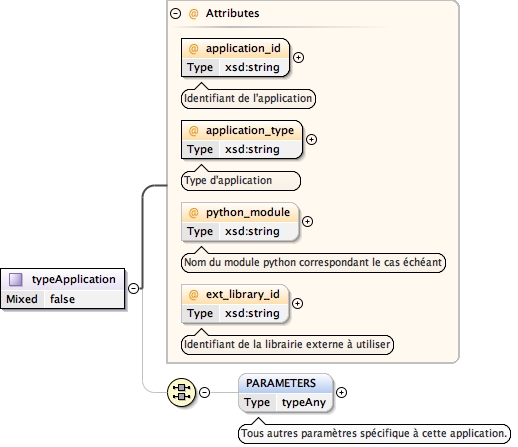 @ Attributes
@ application_id
Type xsd:string
Identifiant de l'application
@ application_type
Type xsd:string
Type d'application
@ python_module
Type xsd:string
Nom du module python correspondant le cas échéant
typeApplication
Mixed false
@ ext_library_id
Type xsd:string
Identifiant de la librairie externe à utiliser
PARAMETERS
Type typeAny
Tous autres paramètres spécifique à cette application.